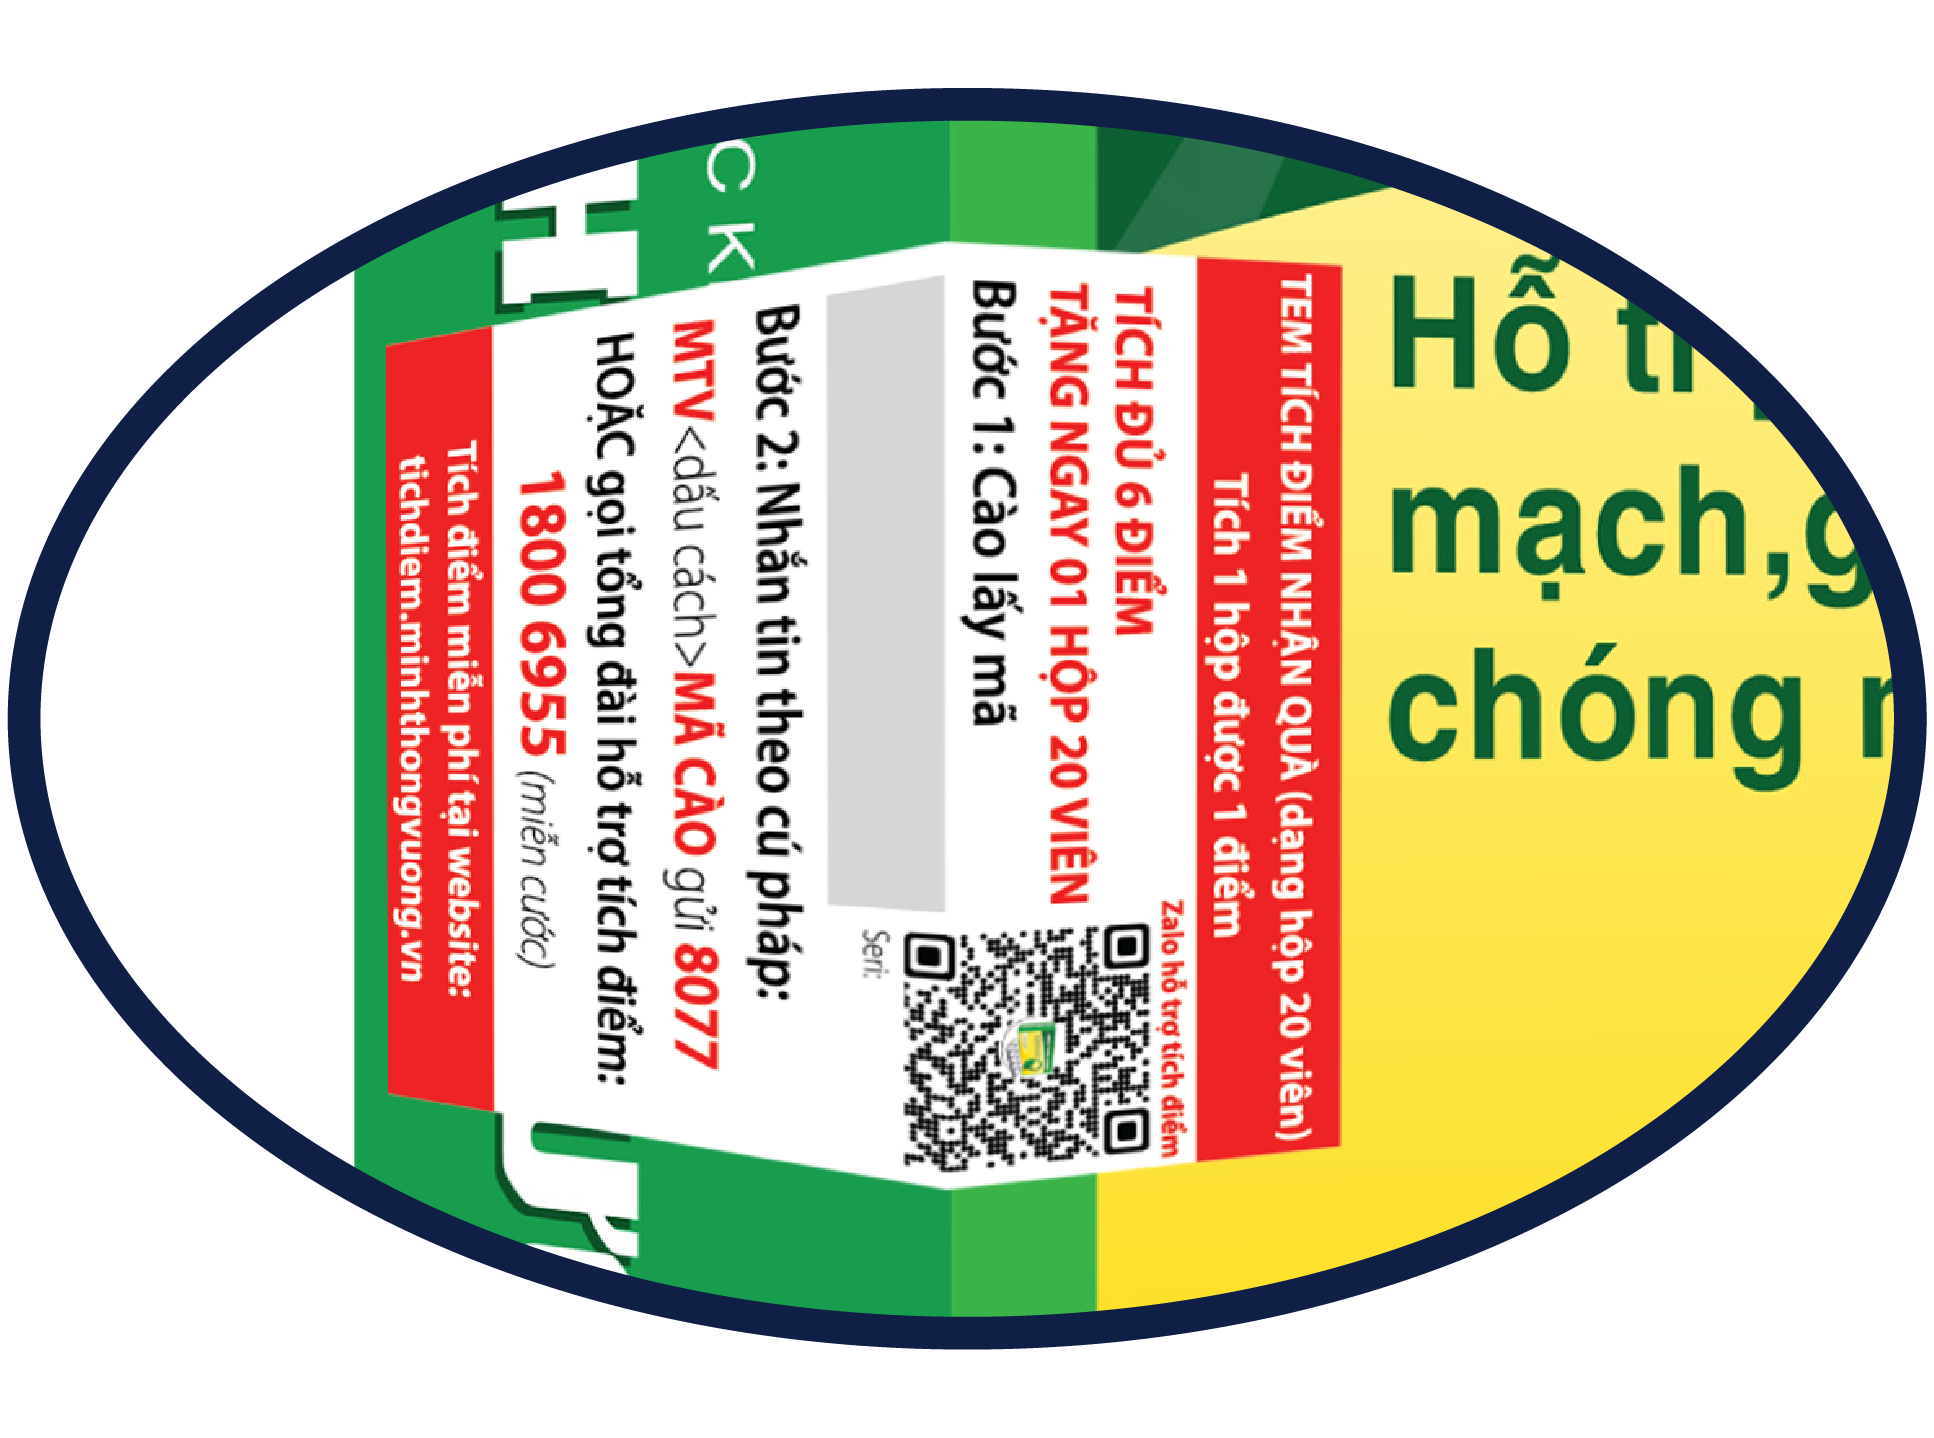 TEM TÍCH ĐIỂM NHẬN QUÀ (dạng hộp 20 viên)
Tích 1 hộp được 1 điểm
TÍCH ĐỦ 6 ĐIỂM
TẶNG NGAY 01 HỘP 20 VIÊN
Bước 1: Cào lấy mã
Zalo hỗ trợ tích điểm
Seri:
Bước 2: Nhắn tin theo cú pháp:
MTV <dấu cách>MÃ CÀO gửi 8077
HOẶC gọi tổng đài hỗ trợ tích điểm:
1800 6955 (miễn cước)
Tích điểm miễn phí tại website:
tichdiem.minhthongvuong.vn
Hỗ
mạch,
chóng
CK
H